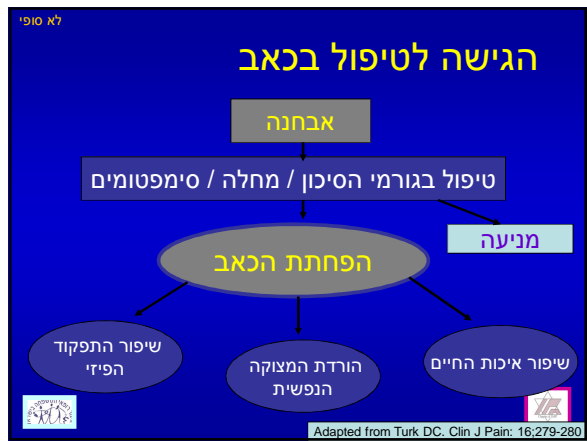 לא סופי
הגישה לטיפול בכאב
אבחנה
טיפול בגורמי הסיכון / מחלה / סימפטומים
מניעה
הפחתת הכאב
שיפור איכות החיים
הורדת המצוקה
הנפשית
שיפור התפקוד
הפיזי
Adapted from Turk DC. Clin J Pain: 16;279-280